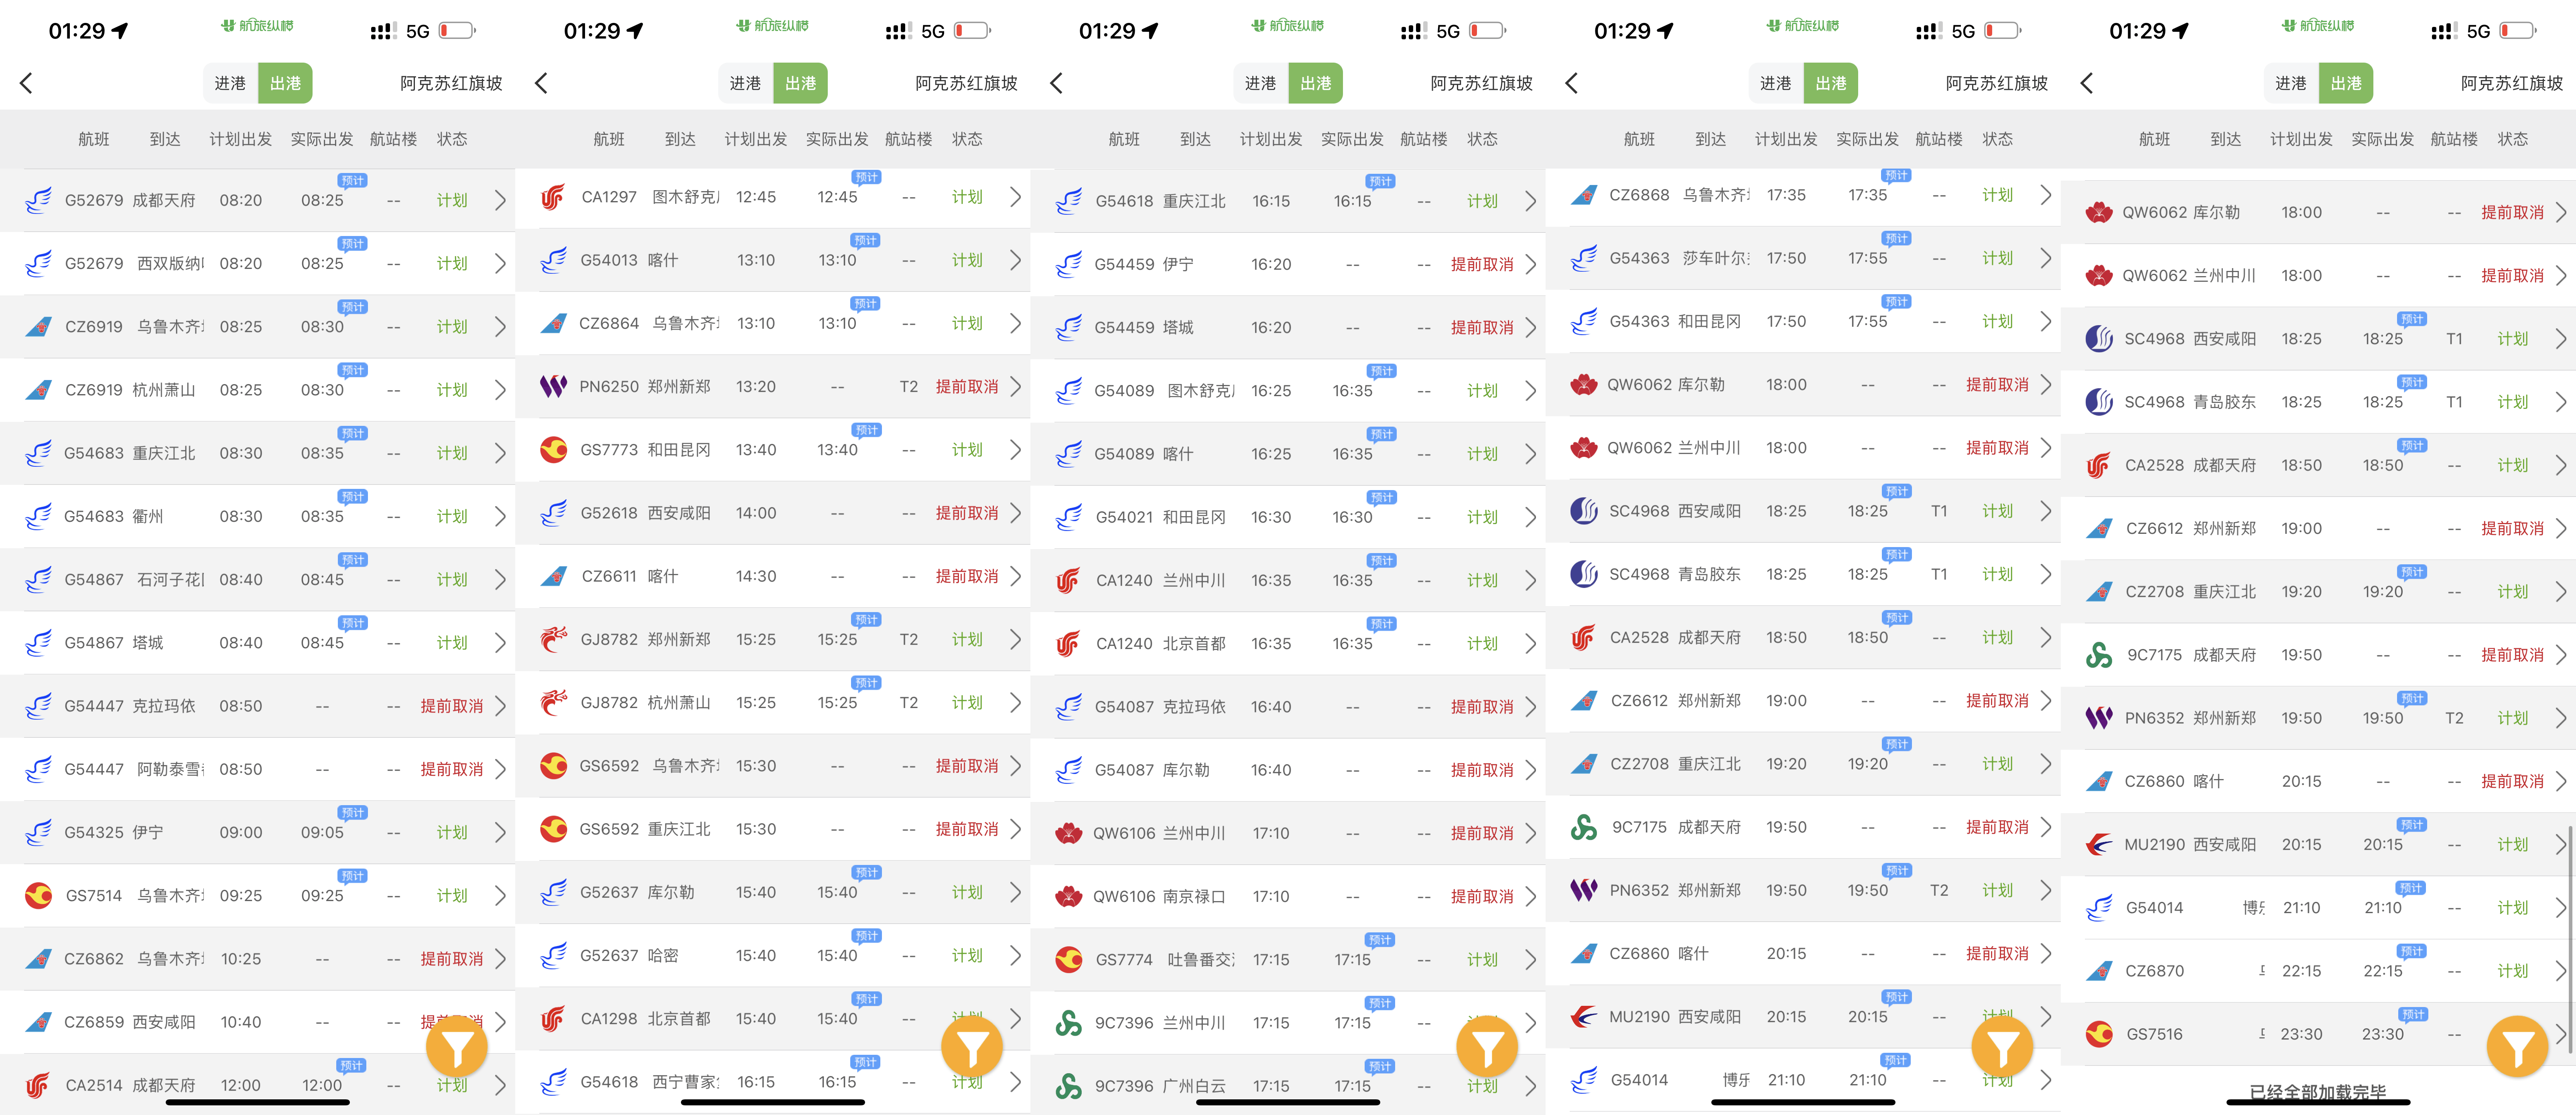 01:29
航旅纵横
5G
进港 出港
阿克苏红旗坡
航班 到达 计划出发 实际出发 航站楼 状态
预计
G52679 成都天府 08:20 08:25 -- 计划
预计
G52679 西双版纳 08:20 08:25 -- 计划
预计
CZ6919 乌鲁木齐 08:25 08:30 -- 计划
预计
CZ6919 杭州萧山 08:25 08:30 -- 计划
预计
G54683 重庆江北 08:30 08:35 -- 计划
预计
G54683 衢州 08:30 08:35 -- 计划
预计
G54867 石河子花 08:40 08:45 -- 计划
预计
G54867 塔城 08:40 08:45 -- 计划
G54447 克拉玛依 08:50 -- -- 提前取消
G54447 阿勒泰雪 08:50 -- -- 提前取消
预计
G54325 伊宁 09:00 09:05 -- 计划
预计
GS7514 乌鲁木齐 09:25 09:25 -- 计划
CZ6862 乌鲁木齐 10:25 -- -- 提前取消
CZ6859 西安咸阳 10:40 -- -- 提前取消
预计
CA2514 成都天府 12:00 12:00 -- 计划
01:29
航旅纵横
5G
进港 出港
阿克苏红旗坡
航班 到达 计划出发 实际出发 航站楼 状态
预计
CA1297 图木舒克 12:45 12:45 -- 计划
预计
G54013 喀什 13:10 13:10 -- 计划
预计
CZ6864 乌鲁木齐 13:10 13:10 -- 计划
PN6250 郑州新郑 13:20 -- T2 提前取消
预计
GS7773 和田昆冈 13:40 13:40 -- 计划
G52618 西安咸阳 14:00 -- -- 提前取消
CZ6611 喀什 14:30 -- -- 提前取消
预计
GJ8782 郑州新郑 15:25 15:25 T2 计划
预计
GJ8782 杭州萧山 15:25 15:25 T2 计划
GS6592 乌鲁木齐 15:30 -- -- 提前取消
GS6592 重庆江北 15:30 -- -- 提前取消
预计
G52637 库尔勒 15:40 15:40 -- 计划
预计
G52637 哈密 15:40 15:40 -- 计划
预计
CA1298 北京首都 15:40 15:40 -- 计划
预计
G54618 西宁曹家 16:15 16:15 -- 计划
01:29
航旅纵横
5G
进港 出港
阿克苏红旗坡
航班 到达 计划出发 实际出发 航站楼 状态
预计
G54618 重庆江北 16:15 16:15 -- 计划
G54459 伊宁 16:20 -- -- 提前取消
G54459 塔城 16:20 -- -- 提前取消
预计
G54089 图木舒克 16:25 16:35 -- 计划
预计
G54089 喀什 16:25 16:35 -- 计划
预计
G54021 和田昆冈 16:30 16:30 -- 计划
预计
CA1240 兰州中川 16:35 16:35 -- 计划
预计
CA1240 北京首都 16:35 16:35 -- 计划
G54087 克拉玛依 16:40 -- -- 提前取消
G54087 库尔勒 16:40 -- -- 提前取消
QW6106 兰州中川 17:10 -- -- 提前取消
QW6106 南京禄口 17:10 -- -- 提前取消
预计
GS7774 吐鲁番交 17:15 17:15 -- 计划
预计
9C7396 兰州中川 17:15 17:15 -- 计划
预计
9C7396 广州白云 17:15 17:15 -- 计划
01:29
航旅纵横
5G
进港 出港
阿克苏红旗坡
航班 到达 计划出发 实际出发 航站楼 状态
预计
CZ6868 乌鲁木齐 17:35 17:35 -- 计划
预计
G54363 莎车叶尔 17:50 17:55 -- 计划
预计
G54363 和田昆冈 17:50 17:55 -- 计划
QW6062 库尔勒 18:00 -- -- 提前取消
QW6062 兰州中川 18:00 -- -- 提前取消
预计
SC4968 西安咸阳 18:25 18:25 T1 计划
预计
SC4968 青岛胶东 18:25 18:25 T1 计划
预计
CA2528 成都天府 18:50 18:50 -- 计划
CZ6612 郑州新郑 19:00 -- -- 提前取消
预计
CZ2708 重庆江北 19:20 19:20 -- 计划
9C7175 成都天府 19:50 -- -- 提前取消
预计
PN6352 郑州新郑 19:50 19:50 T2 计划
CZ6860 喀什 20:15 -- -- 提前取消
预计
MU2190 西安咸阳 20:15 20:15 -- 计划
预计
G54014 博乐 21:10 21:10 -- 计划
01:29
航旅纵横
5G
进港 出港
阿克苏红旗坡
航班 到达 计划出发 实际出发 航站楼 状态
QW6062 库尔勒 18:00 -- -- 提前取消
QW6062 兰州中川 18:00 -- -- 提前取消
预计
SC4968 西安咸阳 18:25 18:25 T1 计划
预计
SC4968 青岛胶东 18:25 18:25 T1 计划
预计
CA2528 成都天府 18:50 18:50 -- 计划
CZ6612 郑州新郑 19:00 -- -- 提前取消
预计
CZ2708 重庆江北 19:20 19:20 -- 计划
9C7175 成都天府 19:50 -- -- 提前取消
预计
PN6352 郑州新郑 19:50 19:50 T2 计划
CZ6860 喀什 20:15 -- -- 提前取消
预计
MU2190 西安咸阳 20:15 20:15 -- 计划
预计
G54014 博 21:10 21:10 -- 计划
预计
CZ6870 22:15 22:15 -- 计划
预计
GS7516 23:30 23:30 --
已经全部加载完毕